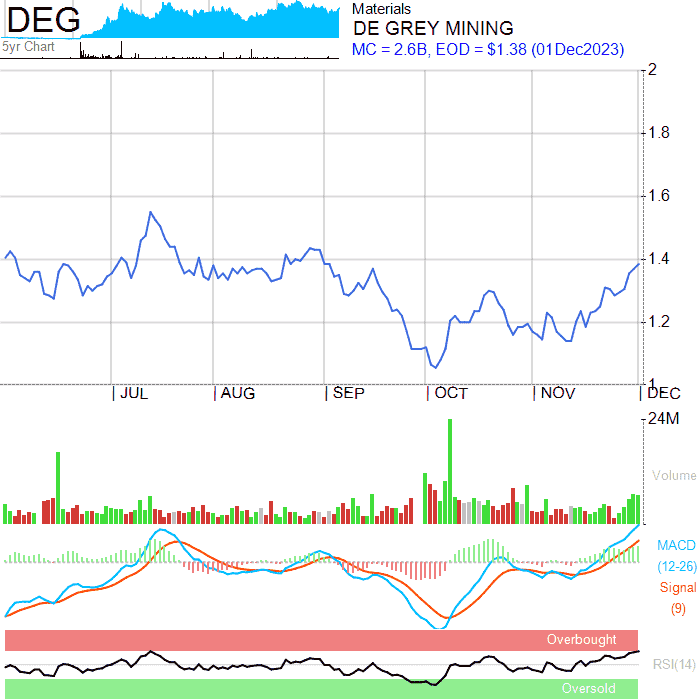 DEG
5yr Chart
Materials
DE GREY MINING
MC = 2.6B, EOD = $1.38 (01Dec2023)
2
1.8
1.6
1.4
1.2
1
JUL AUG SEP OCT NOV DEC
24M
Volume
MACD
(12-26)
Signal
(9)
Overbought
RSI(14)
Oversold